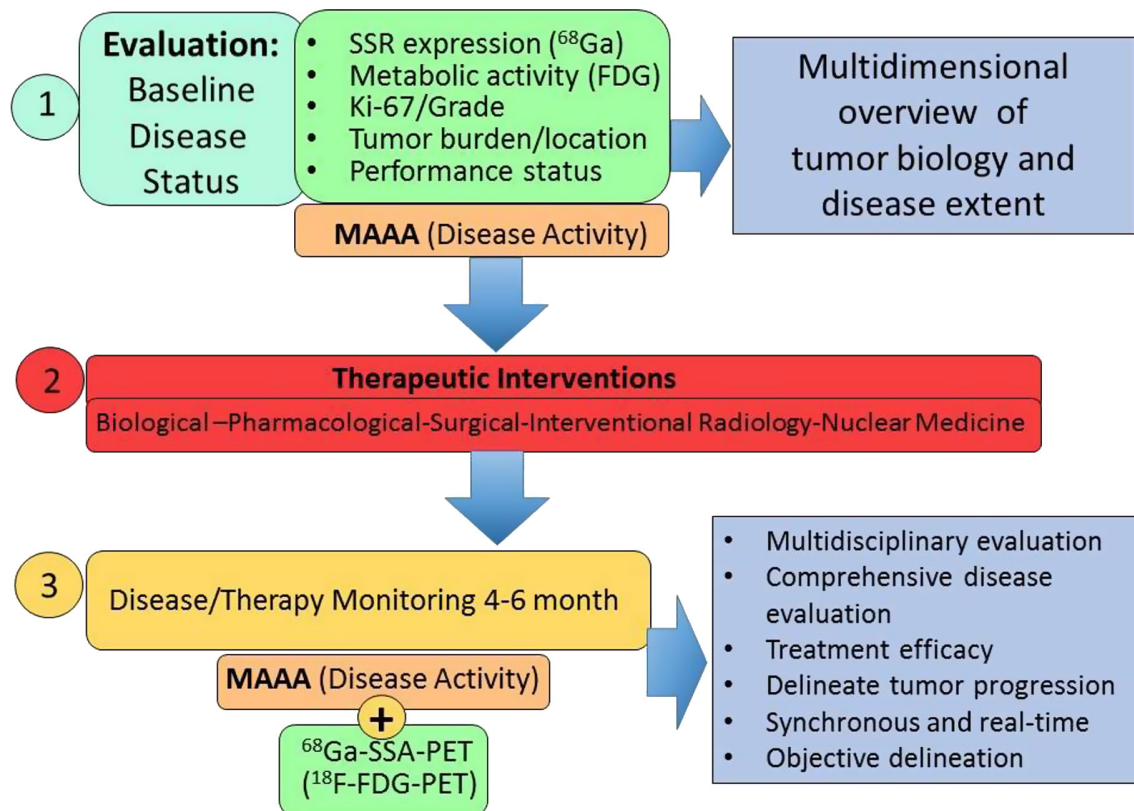 1
Evaluation:
Baseline
Disease
Status
• SSR expression (⁶⁸Ga)
• Metabolic activity (FDG)
• Ki-67/Grade
• Tumor burden/location
• Performance status
MAAA (Disease Activity)
Multidimensional
overview of
tumor biology and
disease extent
2
Therapeutic Interventions
Biological –Pharmacological-Surgical-Interventional Radiology-Nuclear Medicine
3
Disease/Therapy Monitoring 4-6 month
MAAA (Disease Activity)
+
⁶⁸Ga-SSA-PET
(¹⁸F-FDG-PET)
• Multidisciplinary evaluation
• Comprehensive disease
evaluation
• Treatment efficacy
• Delineate tumor progression
• Synchronous and real-time
• Objective delineation